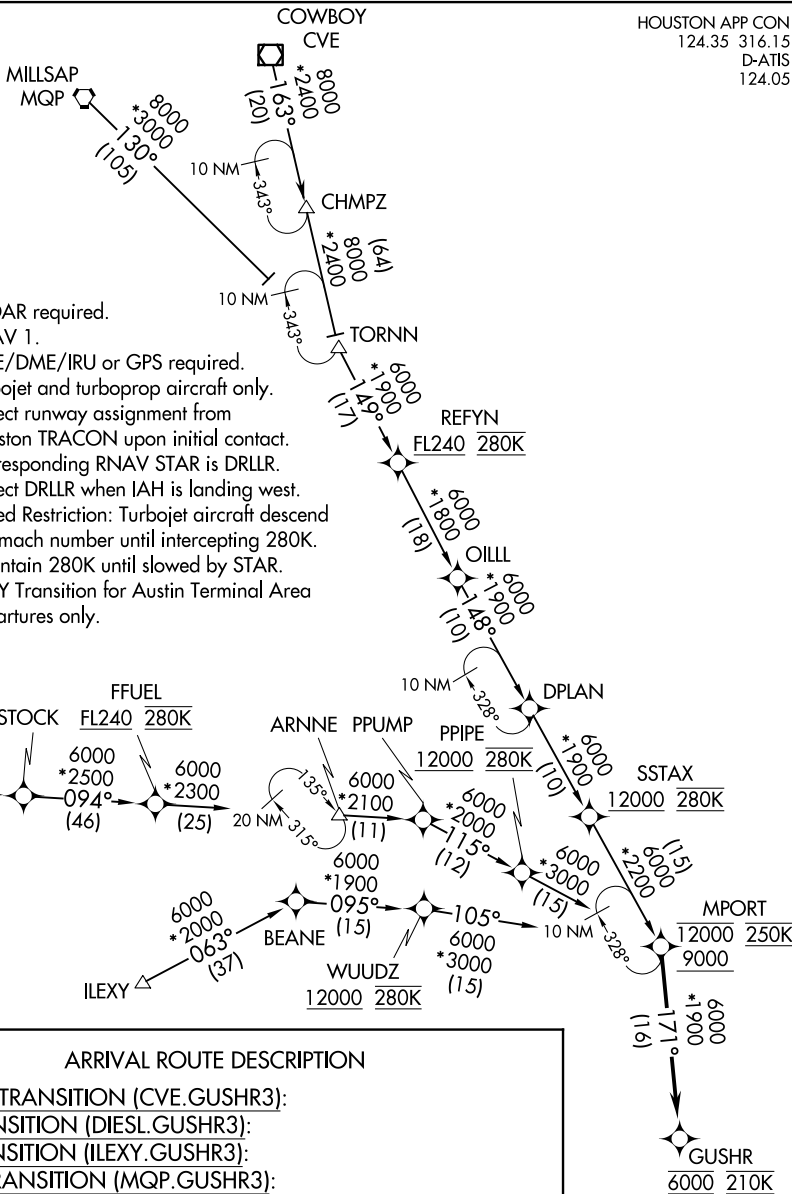 COWBOY
CVE
HOUSTON APP CON
124.35 316.15
D-ATIS
124.05
MILLSAP
MQP
8000
*2400
163°
(20)
8000
*3000
130°
(105)
10 NM
343°
CHMPZ
8000
*2400
(64)
10 NM
343°
TORNN
AR required.
V 1.
E/DME/IRU or GPS required.
ojet and turboprop aircraft only.
ect runway assignment from
ston TRACON upon initial contact.
responding RNAV STAR is DRLLR.
ect DRLLR when IAH is landing west.
ed Restriction: Turbojet aircraft descend
mach number until intercepting 280K.
ntain 280K until slowed by STAR.
Y Transition for Austin Terminal Area
artures only.
6000
*1900
149°
(17)
REFYN
FL240 280K
6000
*1800
(18)
OILLL
6000
*1900
148°
(10)
10 NM
328°
DPLAN
6000
*1900
(10)
SSTAX
12000 280K
STOCK
FFUEL
FL240 280K
6000
*2500
094°
(46)
6000
*2300
(25)
ARNNE
PPUMP
PPIPE
12000 280K
20 NM
135°
315°
6000
*2100
(11)
6000
*2000
115°
(12)
6000
*3000
(15)
6000
*2200
(15)
MPORT
12000 250K
9000
10 NM
328°
6000
*2000
063°
(37)
ILEXY
BEANE
6000
*1900
095°
(15)
WUUDZ
12000 280K
105°
6000
*3000
(15)
6000
*1900
171°
(16)
GUSHR
6000 210K
ARRIVAL ROUTE DESCRIPTION
TRANSITION (CVE.GUSHR3):
NSITION (DIESL.GUSHR3):
NSITION (ILEXY.GUSHR3):
RANSITION (MQP.GUSHR3):